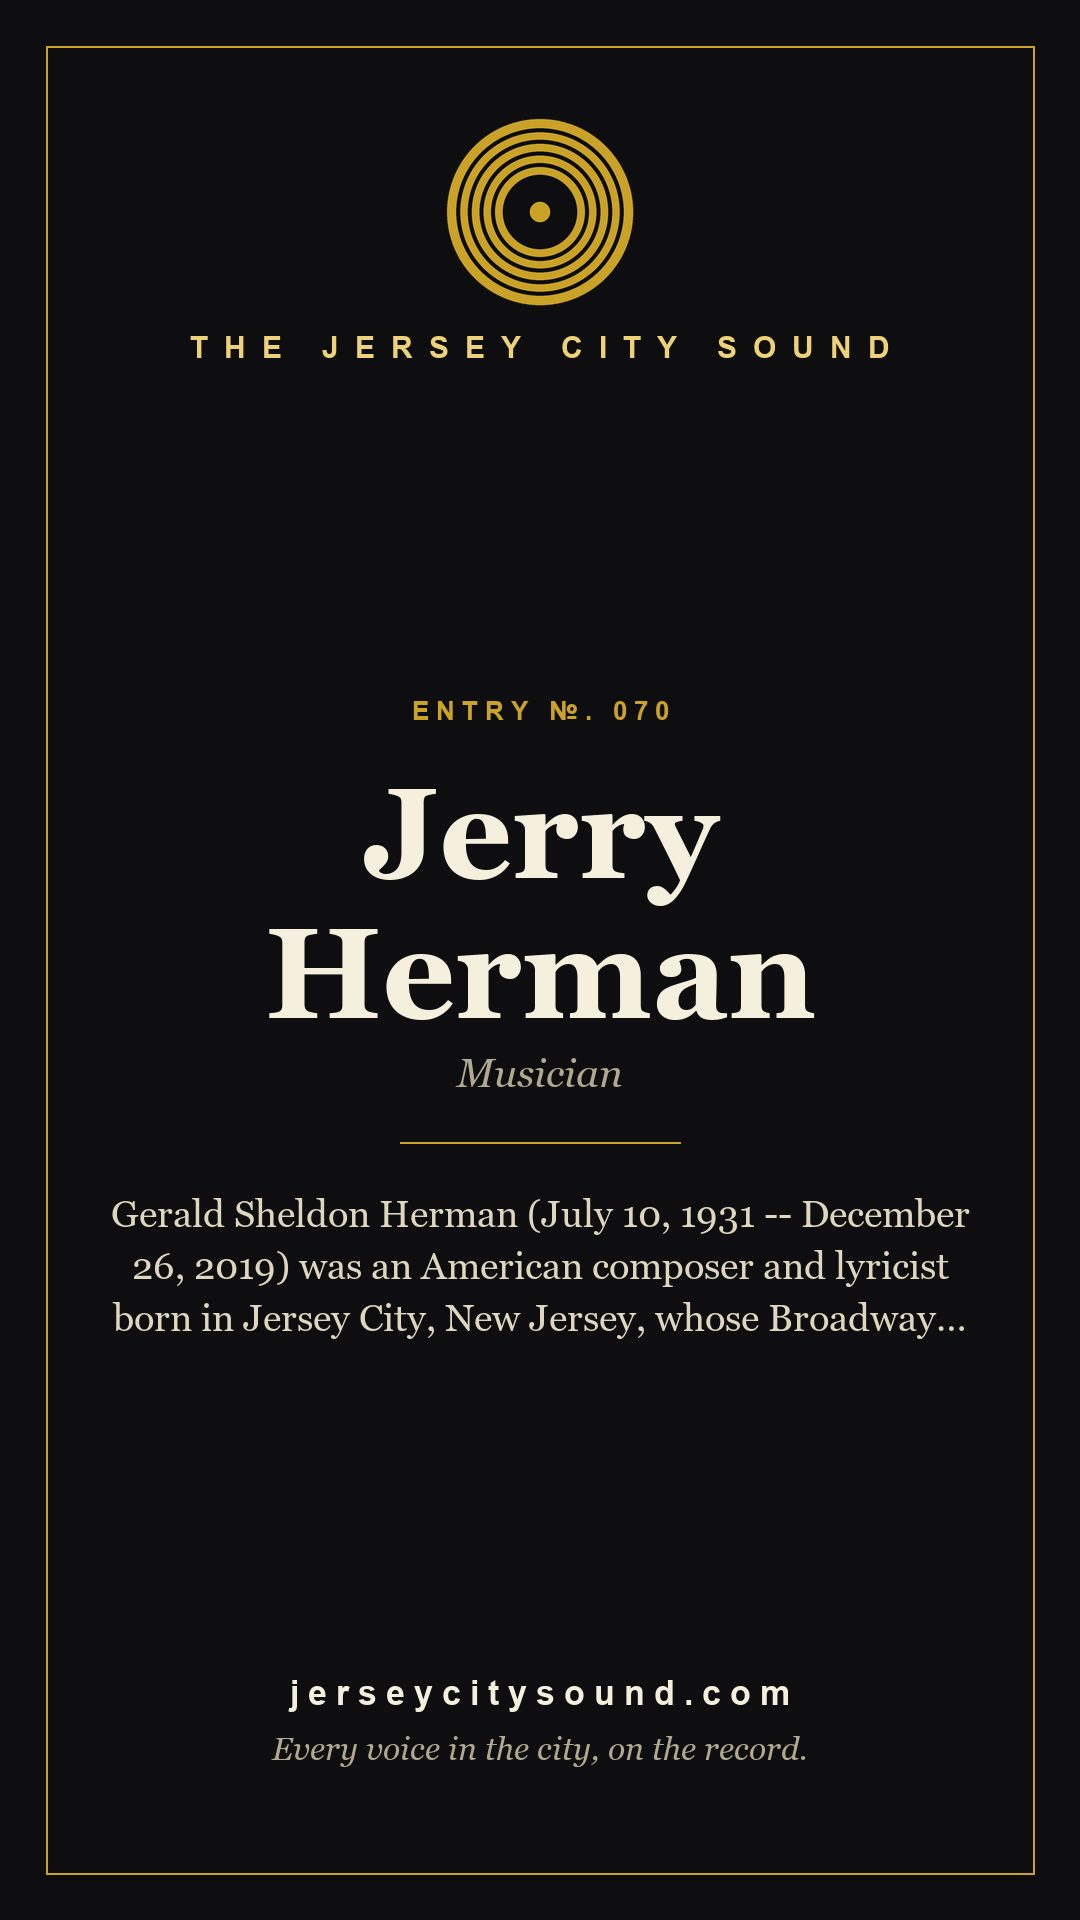 THE JERSEY CITY SOUND
ENTRY №. 070
Jerry
Herman
Musician
Gerald Sheldon Herman (July 10, 1931 -- December
26, 2019) was an American composer and lyricist
born in Jersey City, New Jersey, whose Broadway...
jerseycitysound.com
Every voice in the city, on the record.